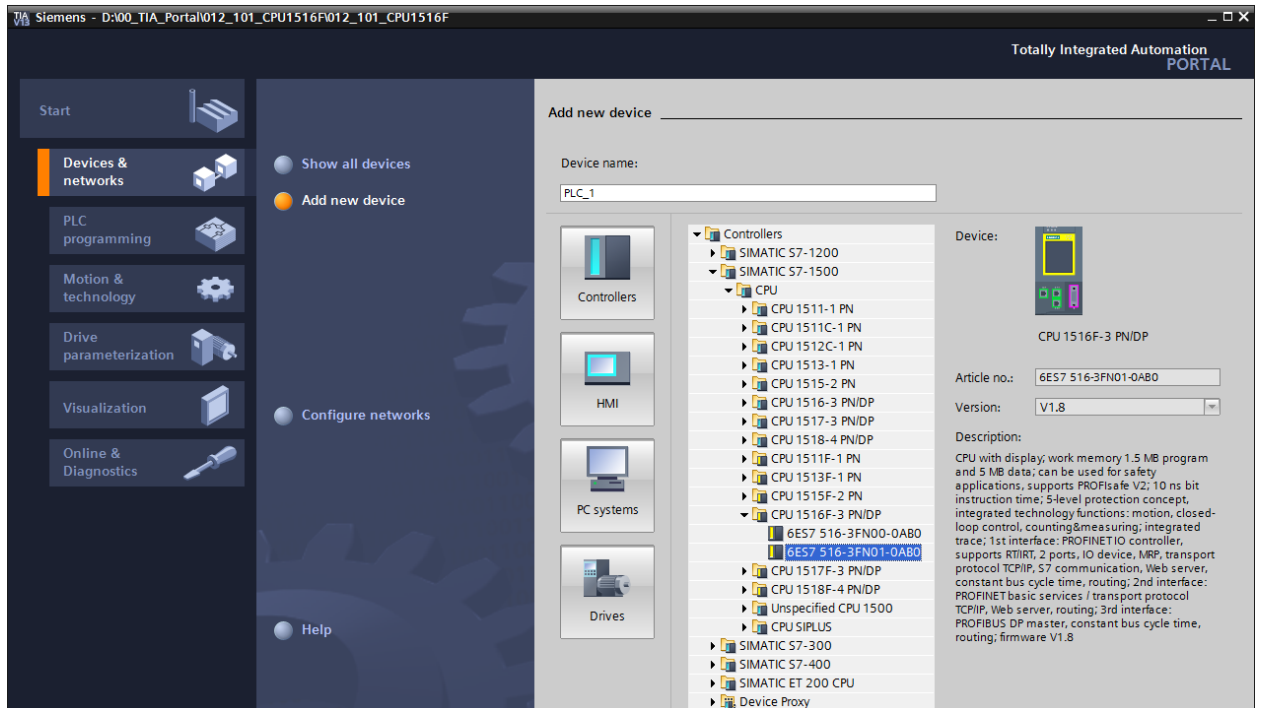 TIA V13 Siemens - D:\00_TIA_Portal\012_101_CPU1516F\012_101_CPU1516F
Totally Integrated Automation
PORTAL
Start
Devices &
networks
PLC
programming
Motion &
technology
Drive
parameterization
Visualization
Online &
Diagnostics
Show all devices
Add new device
Configure networks
Help
Add new device
Device name:
PLC_1
Controllers
HMI
PC systems
Drives
Controllers
SIMATIC S7-1200
SIMATIC S7-1500
CPU
CPU 1511-1 PN
CPU 1511C-1 PN
CPU 1512C-1 PN
CPU 1513-1 PN
CPU 1515-2 PN
CPU 1516-3 PN/DP
CPU 1517-3 PN/DP
CPU 1518-4 PN/DP
CPU 1511F-1 PN
CPU 1513F-1 PN
CPU 1515F-2 PN
CPU 1516F-3 PN/DP
6ES7 516-3FN00-0AB0
6ES7 516-3FN01-0AB0
CPU 1517F-3 PN/DP
CPU 1518F-4 PN/DP
Unspecified CPU 1500
CPU SIPLUS
SIMATIC S7-300
SIMATIC S7-400
SIMATIC ET 200 CPU
Device Proxy
Device:
CPU 1516F-3 PN/DP
Article no.: 6ES7 516-3FN01-0AB0
Version: V1.8
Description:
CPU with display; work memory 1.5 MB program
and 5 MB data; can be used for safety
applications, supports PROFIsafe V2; 10 ns bit
instruction time; 5-level protection concept,
integrated technology functions: motion, closed-
loop control, counting&measuring; integrated
trace; 1st interface: PROFINET IO controller,
supports RT/IRT, 2 ports, IO device, MRP, transport
protocol TCP/IP, S7 communication, Web server,
constant bus cycle time, routing; 2nd interface:
PROFINET basic services / transport protocol
TCP/IP, Web server, routing; 3rd interface:
PROFIBUS DP master, constant bus cycle time,
routing; firmware V1.8